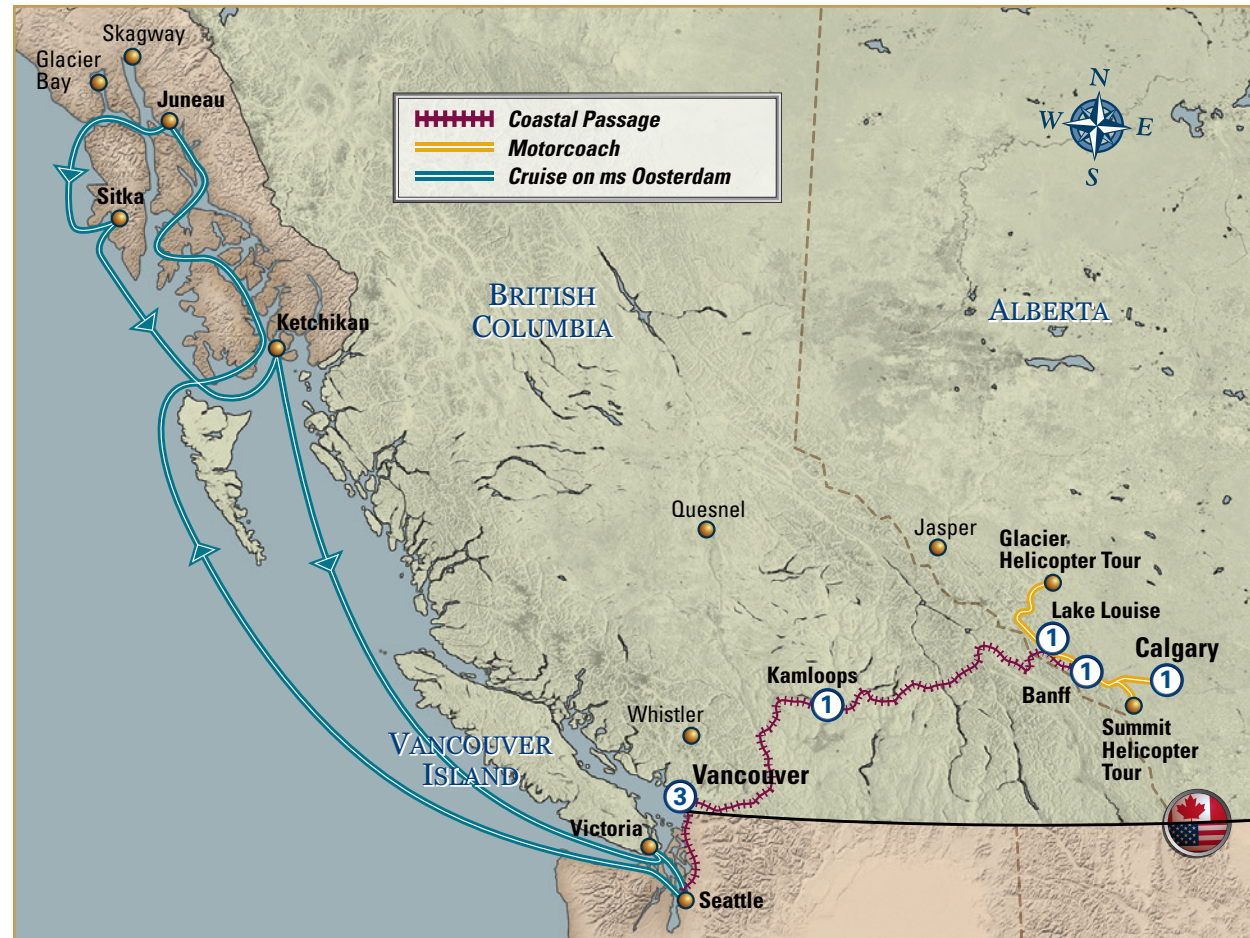 Skagway
Glacier
Bay
Juneau
Sitka
Ketchikan
Coastal Passage
Motorcoach
Cruise on ms Oosterdam
N
W
E
S
BRITISH
COLUMBIA
ALBERTA
Quesnel
Jasper
Glacier
Helicopter Tour
Lake Louise
1
Calgary
1
1
Banff
Kamloops
1
Summit
Helicopter
Tour
Whistler
VANCOUVER
ISLAND
Vancouver
3
Victoria
Seattle